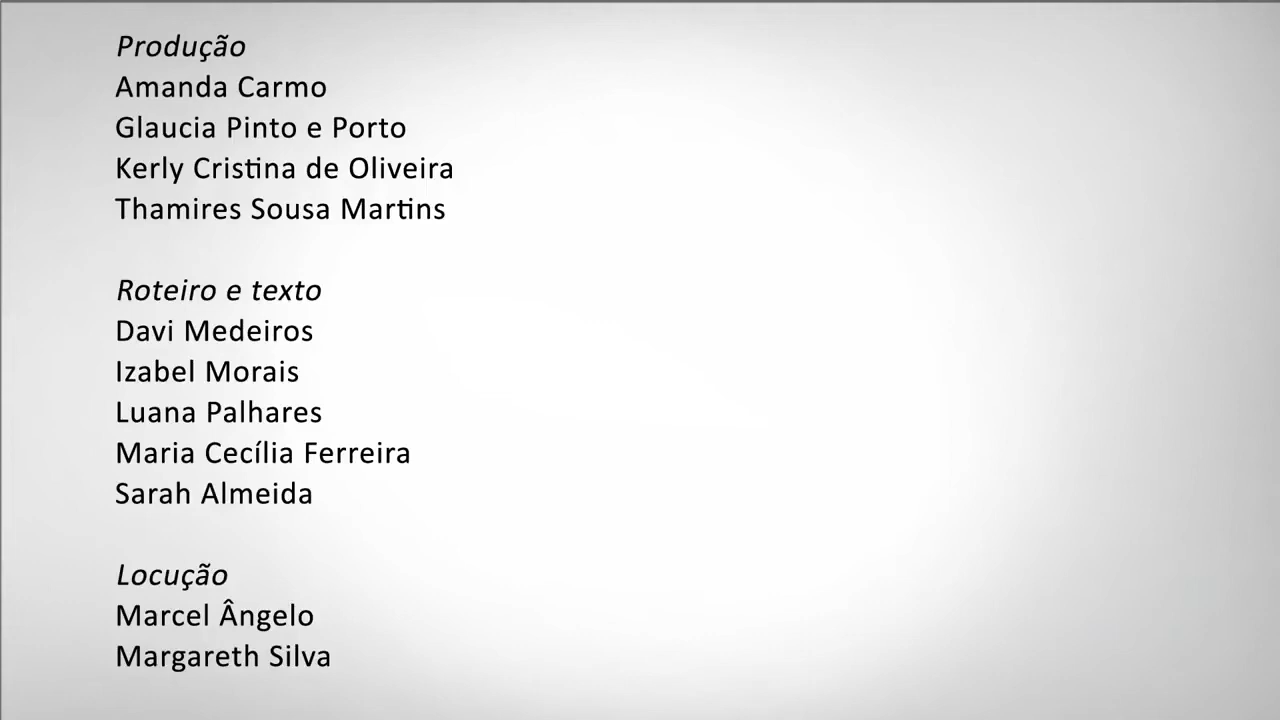 Produção
Amanda Carmo
Glaucia Pinto e Porto
Kerly Cristina de Oliveira
Thamires Sousa Martins
Roteiro e texto
Davi Medeiros
Izabel Morais
Luana Palhares
Maria Cecília Ferreira
Sarah Almeida
Locução
Marcel Ângelo
Margareth Silva